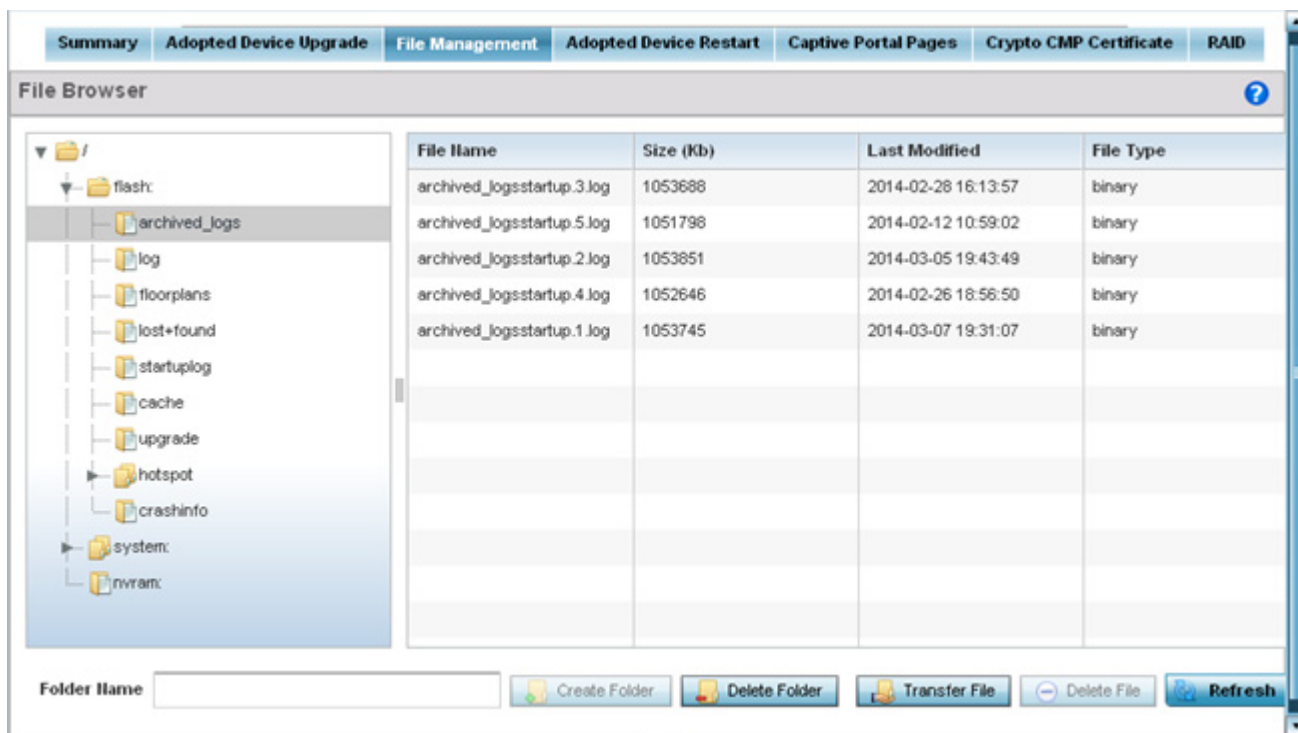 Summary Adopted Device Upgrade File Management Adopted Device Restart Captive Portal Pages Crypto CMP Certificate RAID
File Browser ?
/
flash:
archived_logs
log
floorplans
lost+found
startuplog
cache
upgrade
hotspot
crashinfo
system:
nvram:
File Name Size (Kb) Last Modified File Type
archived_logsstartup.3.log 1053688 2014-02-28 16:13:57 binary
archived_logsstartup.5.log 1051798 2014-02-12 10:59:02 binary
archived_logsstartup.2.log 1053851 2014-03-05 19:43:49 binary
archived_logsstartup.4.log 1052646 2014-02-26 18:56:50 binary
archived_logsstartup.1.log 1053745 2014-03-07 19:31:07 binary
Folder Name Create Folder Delete Folder Transfer File Delete File Refresh